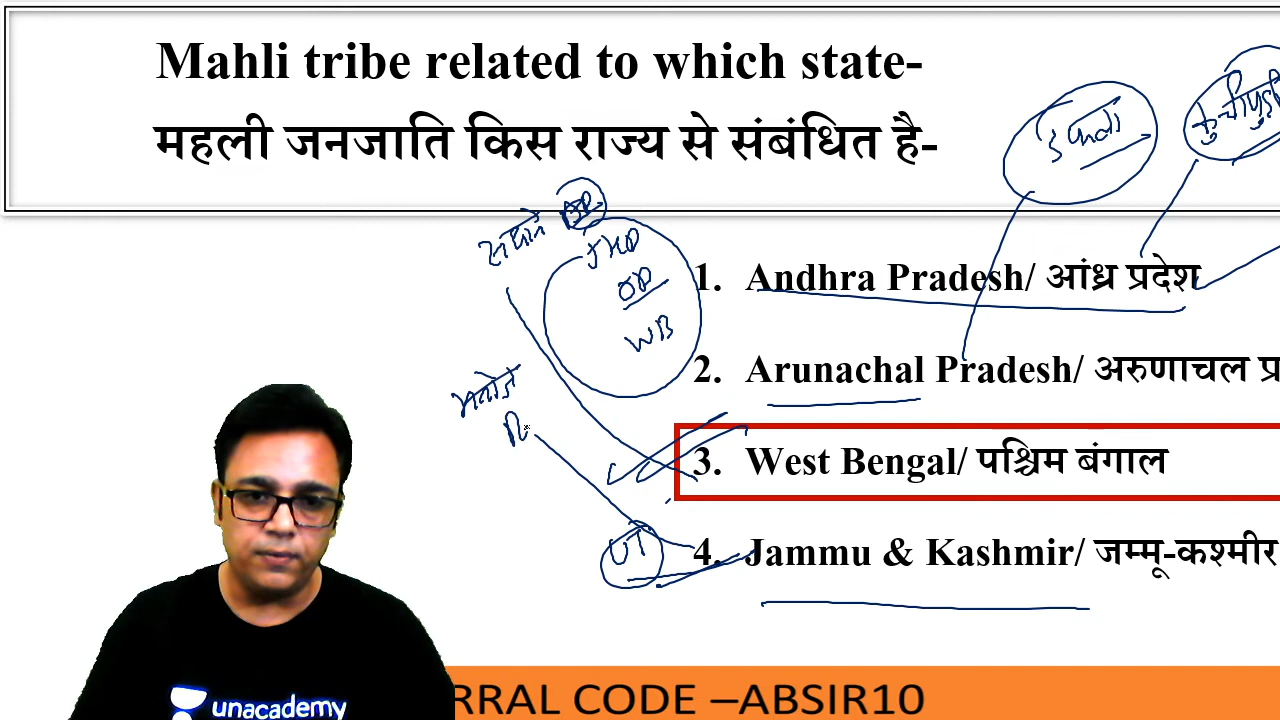 Mahli tribe related to which state-
महली जनजाति किस राज्य से संबंधित है-
JHD
OR
WB
1. Andhra Pradesh/ आंध्र प्रदेश
2. Arunachal Pradesh/ अरुणाचल प्र
3. West Bengal/ पश्चिम बंगाल
UT
4. Jammu & Kashmir/ जम्मू-कश्मीर
RRAL CODE –ABSIR10
unacademy